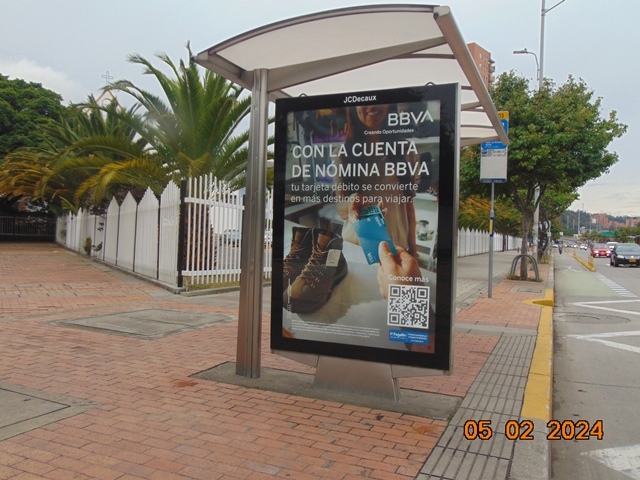 JCDecaux
BBVA
Creando Oportunidades
CON LA CUENTA
DE NÓMINA BBVA
tu tarjeta débito se convierte
en más destinos para viajar.
Conoce más
05 02 2024